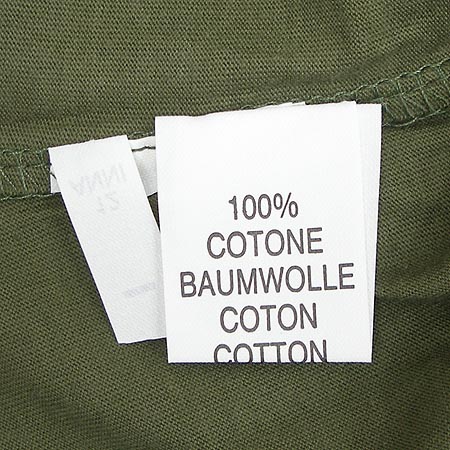 ANNI
12
100%
COTONE
BAUMWOLLE
COTON
COTTON